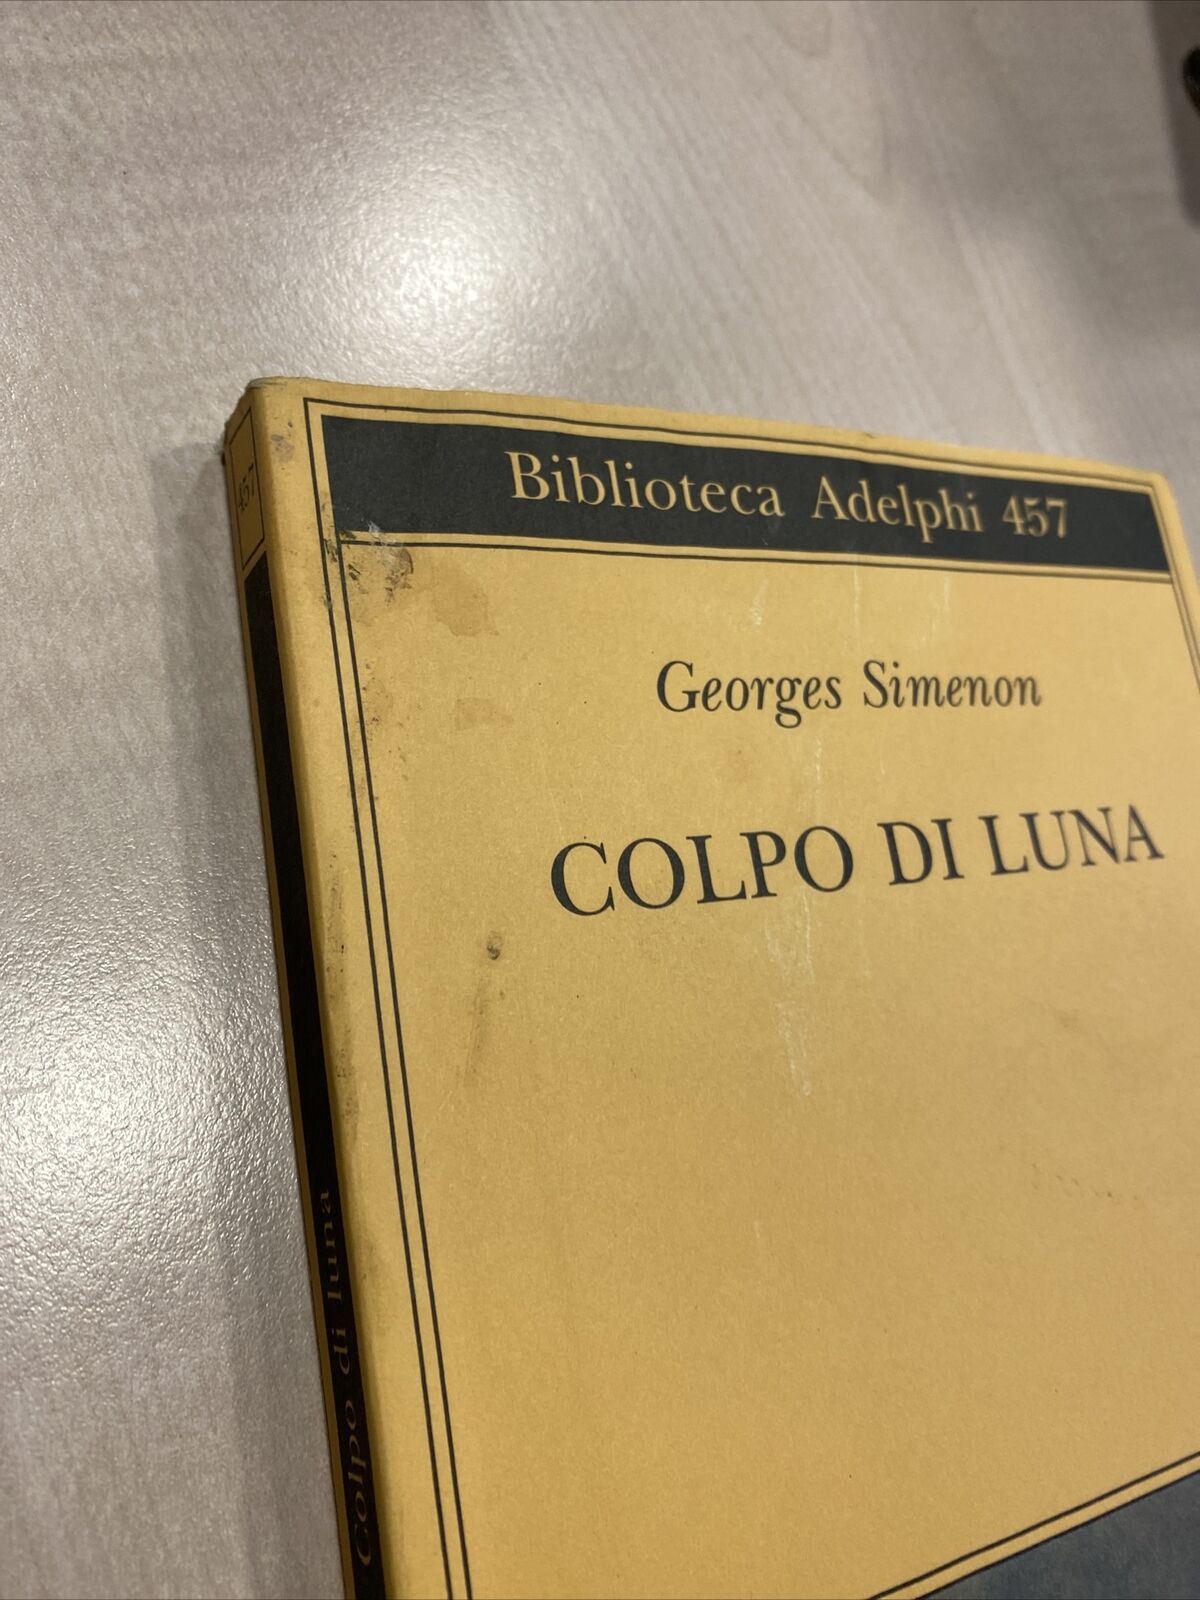 Biblioteca Adelphi 457
Georges Simenon
COLPO DI LUNA
457
Colpo di luna